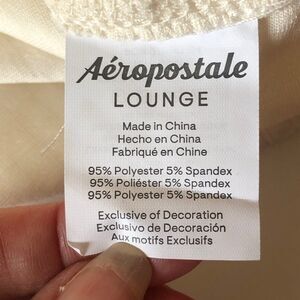 Aéropostale
LOUNGE
Made in China
Hecho en China
Fabriqué en Chine
95% Polyester 5% Spandex
95% Poliéster 5% Spandex
95% Polyester 5% Spandex
Exclusive of Decoration
Exclusivo de Decoración
Aux motifs Exclusifs